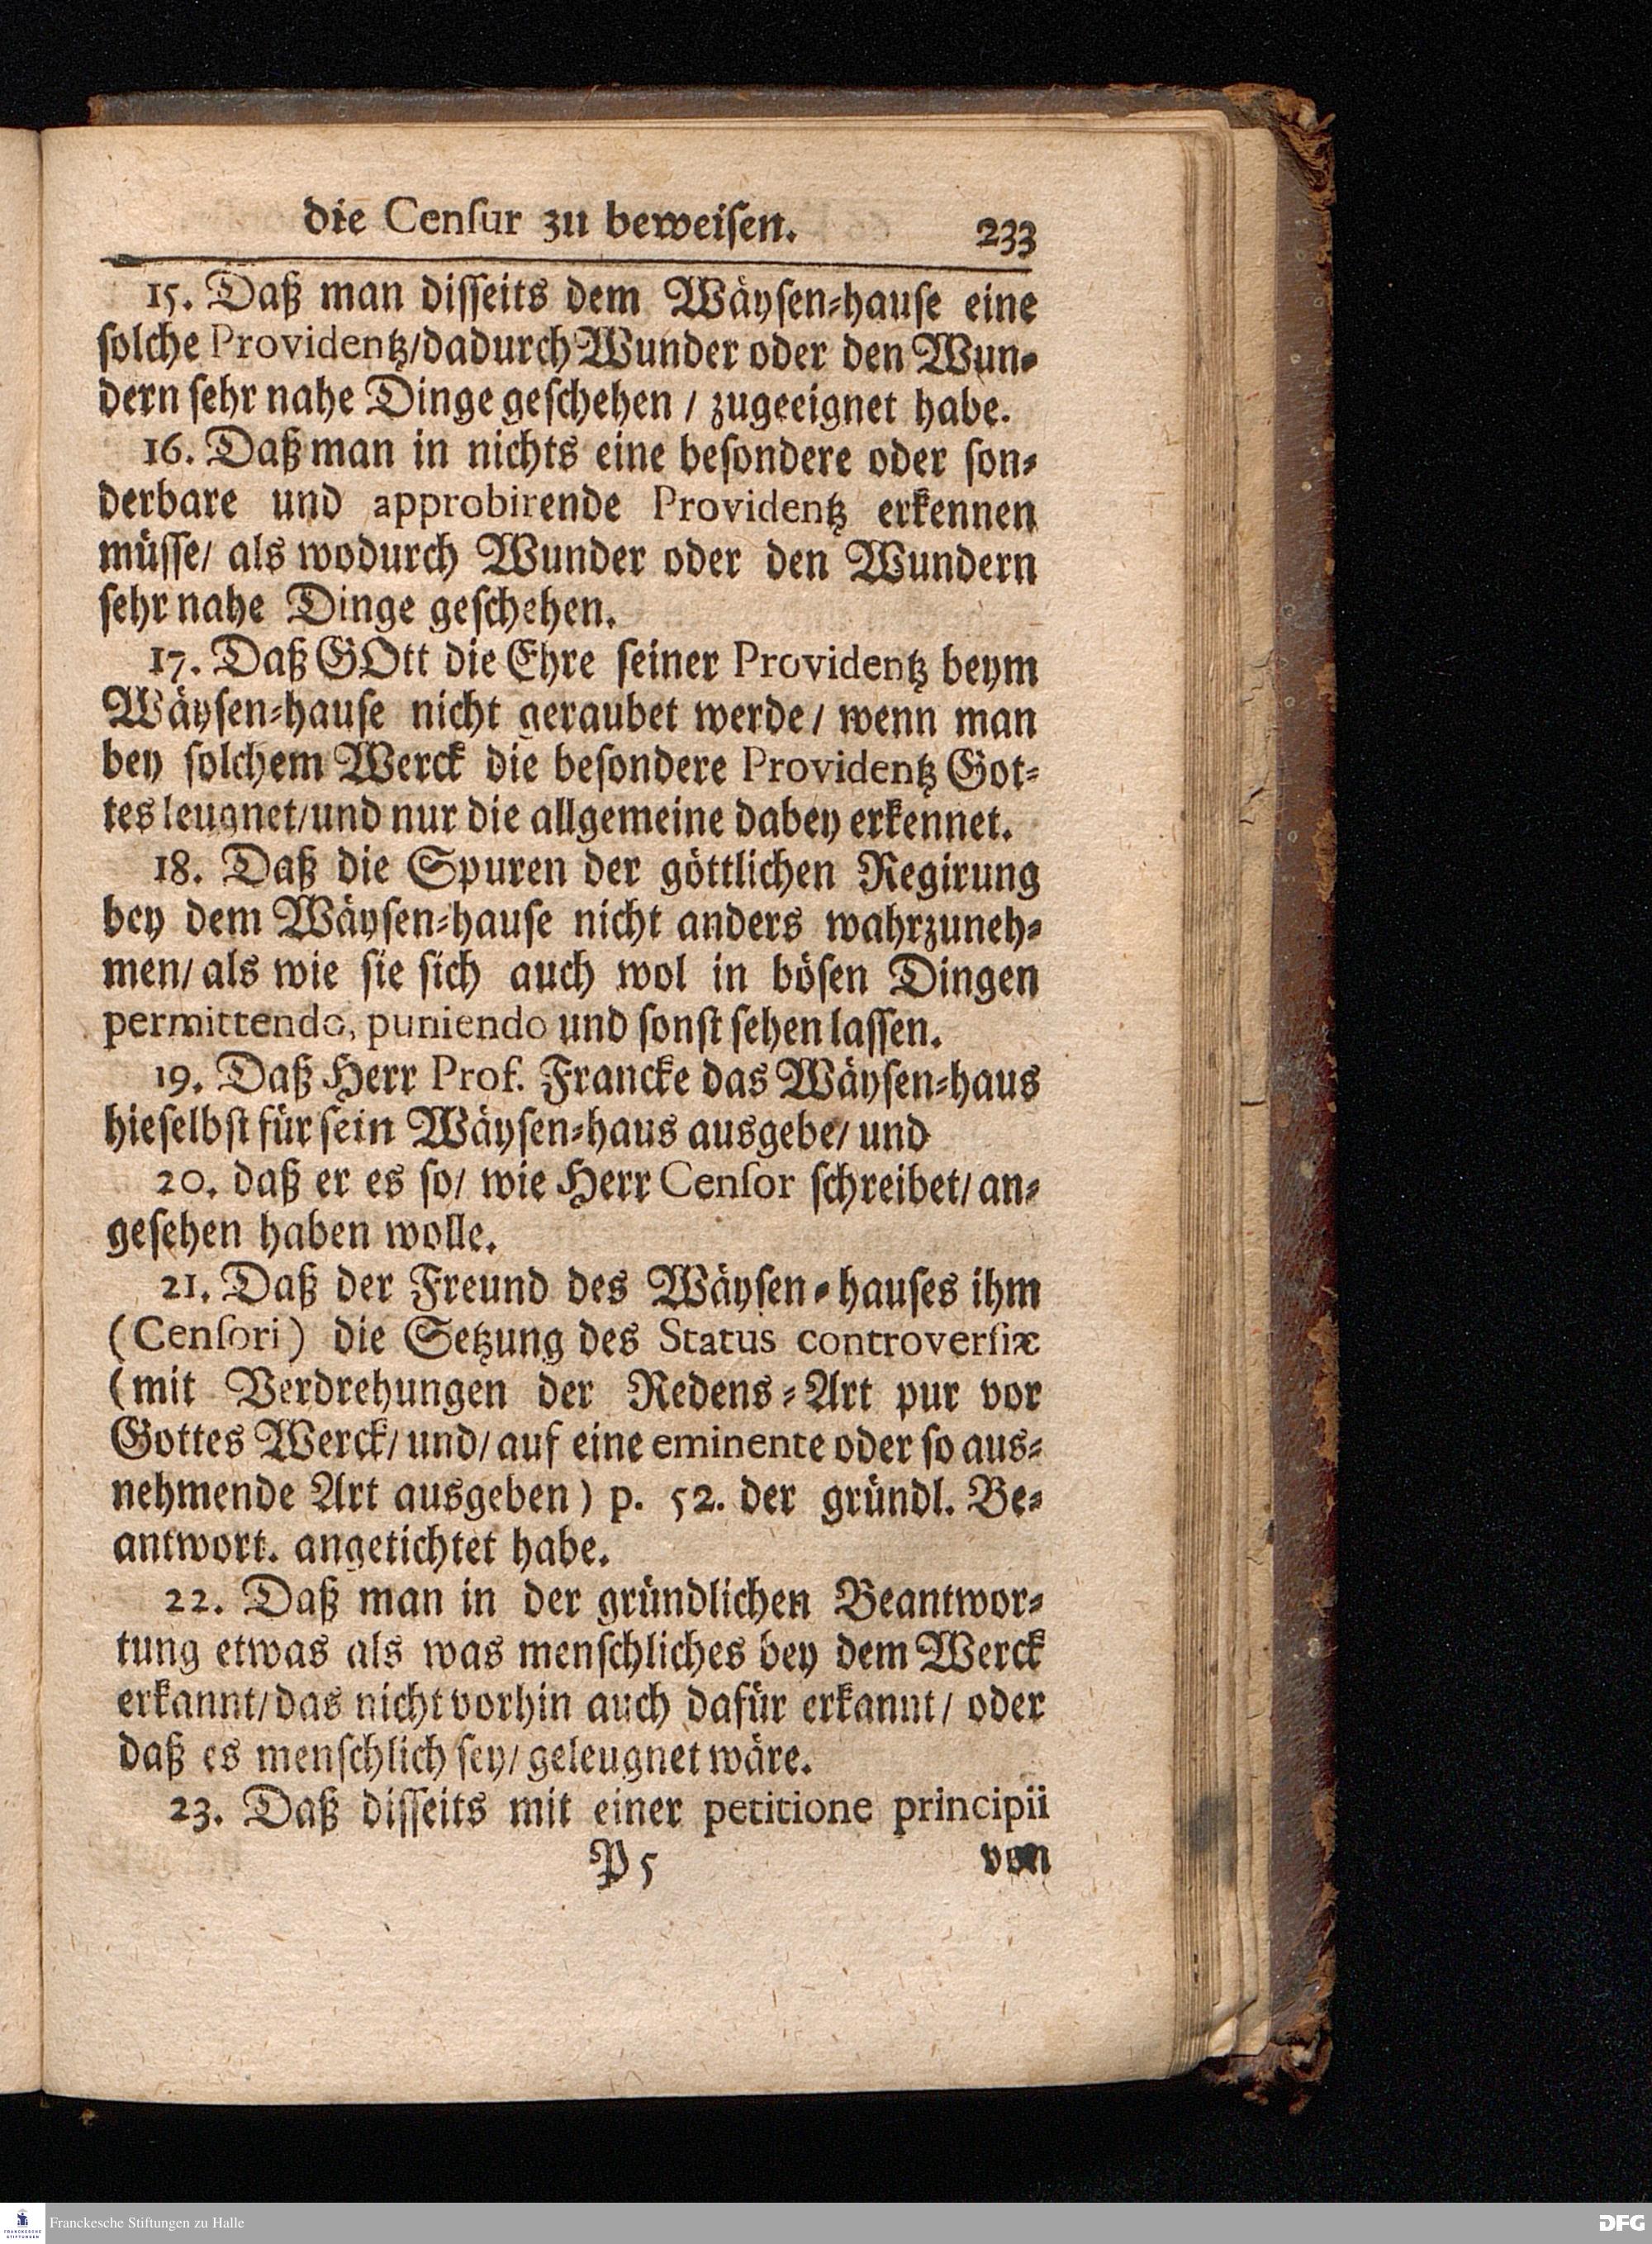 die Cenſur zu beweiſen. 233
15. Daß man diſſeits dem Wäyſen-hauſe eine
ſolche Providentz/dadurch Wunder oder den Wun-
dern ſehr nahe Dinge geſchehen / zugeeignet habe.
16. Daß man in nichts eine beſondere oder ſon-
derbare und approbirende Providentz erkennen
müſſe/ als wodurch Wunder oder den Wundern
ſehr nahe Dinge geſchehen.
17. Daß GOtt die Ehre ſeiner Providentz beym
Wäyſen-hauſe nicht geraubet werde/ wenn man
bey ſolchem Werck die beſondere Providentz Got-
tes leugnet/und nur die allgemeine dabey erkennet.
18. Daß die Spuren der göttlichen Regirung
bey dem Wäyſen-hauſe nicht anders wahrzuneh-
men/ als wie ſie ſich auch wol in böſen Dingen
permittendo, puniendo und ſonſt ſehen laſſen.
19. Daß Herr Prof. Francke das Wäyſen-haus
hieſelbſt für ſein Wäyſen-haus ausgebe/ und
20. daß er es ſo/ wie Herr Cenſor ſchreibet/ an-
geſehen haben wolle.
21. Daß der Freund des Wäyſen-hauſes ihm
(Cenſori) die Setzung des Status controverſiæ
(mit Verdrehungen der Redens-Art pur vor
Gottes Werck/ und/ auf eine eminente oder ſo aus-
nehmende Art ausgeben) p. 52. der gründl. Be-
antwort. angetichtet habe.
22. Daß man in der gründlichen Beantwor-
tung etwas als was menſchliches bey dem Werck
erkannt/ das nicht vorhin auch dafür erkannt/ oder
daß es menſchlich ſey/ geleugnet wäre.
23. Daß diſſeits mit einer petitione principii
P 5 von
FRANCKESCHE STIFTUNGEN
Franckesche Stiftungen zu Halle
DFG